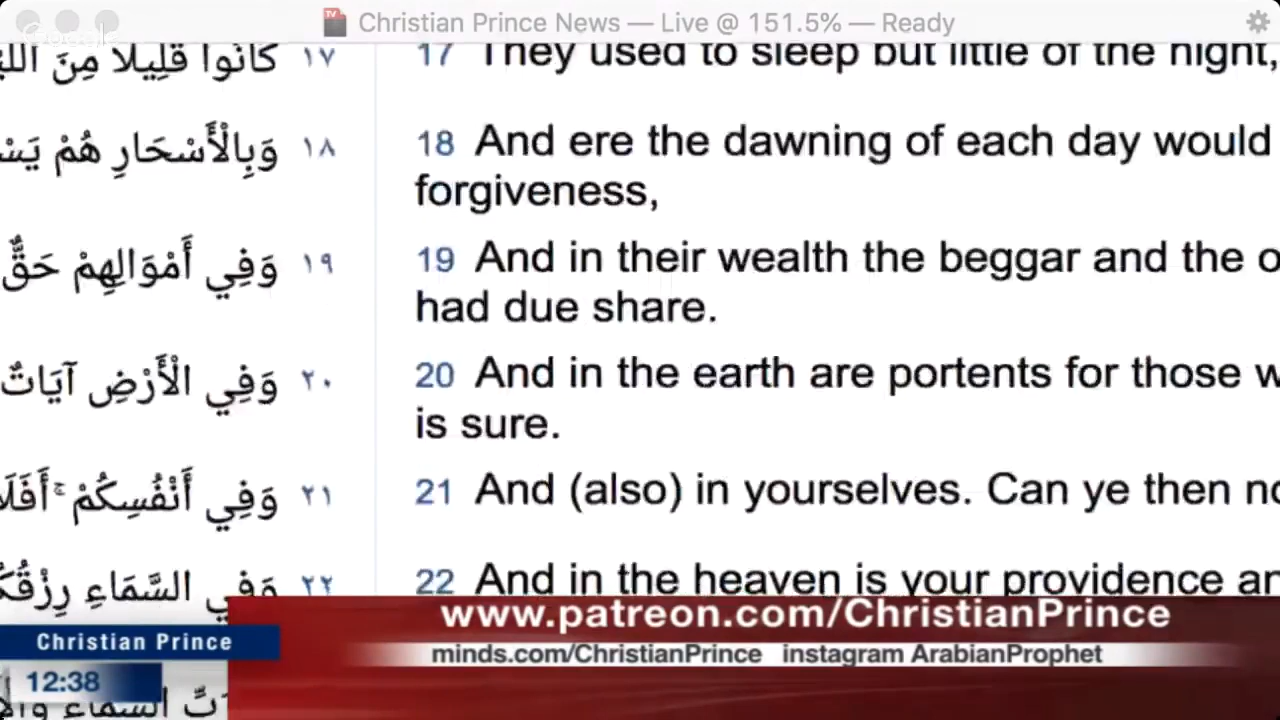 Christian Prince News — Live @ 151.5% — Ready
Google
كَانُوا قَلِيلًا مِنَ ١٧
17 They used to sleep but little of the night,
وَبِالْأَسْحَارِ هُمْ ١٨
18 And ere the dawning of each day would
forgiveness,
وَفِي أَمْوَالِهِمْ حَقٌّ ١٩
19 And in their wealth the beggar and the
had due share.
وَفِي الْأَرْضِ آيَاتٌ ٢٠
20 And in the earth are portents for those
is sure.
وَفِي أَنْفُسِكُمْ ۚ ٢١
21 And (also) in yourselves. Can ye then
وَفِي السَّمَاءِ ٢٢
22 And in the heaven is your providence
www.patreon.com/ChristianPrince
Christian Prince
minds.com/ChristianPrince instagram ArabianProphet
12:38